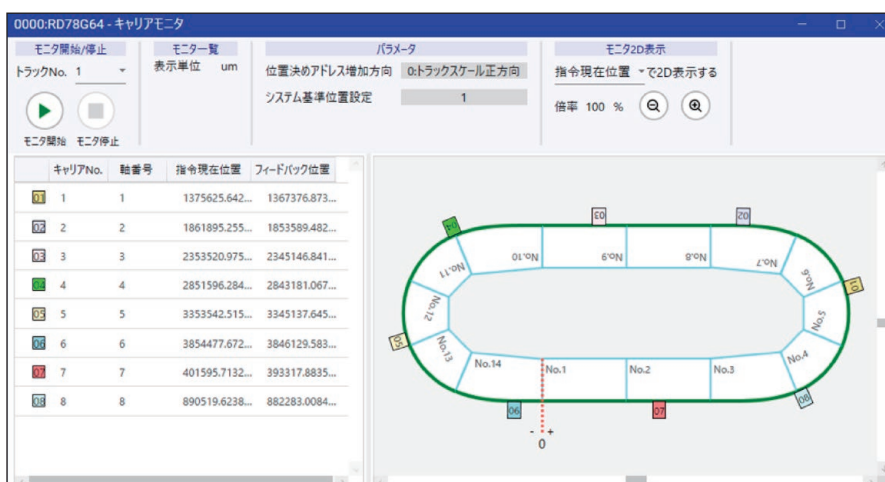 0000:RD78G64 - キャリアモニタ
モニタ開始/停止
トラックNo. 1
モニタ開始 モニタ停止
モニタ一覧
表示単位 um
パラメータ
位置決めアドレス増加方向 0:トラックスケール正方向
システム基準位置設定 1
モニタ2D表示
指令現在位置 で2D表示する
倍率 100 %
キャリアNo. 軸番号 指令現在位置 フィードバック位置
01 1 1 1375625.642... 1367376.873...
02 2 2 1861895.255... 1853589.482...
03 3 3 2353520.975... 2345146.841...
04 4 4 2851596.284... 2843181.067...
05 5 5 3353542.515... 3345137.645...
06 6 6 3854477.672... 3846129.583...
07 7 7 401595.7132... 393317.8835...
08 8 8 890519.6238... 882283.0084...
04
03
02
No.11
No.10
No.9
No.8
No.7
No.6
01
No.12
No.5
05
No.13
No.4
No.14
No.1
No.2
No.3
06
07
08
- +
0